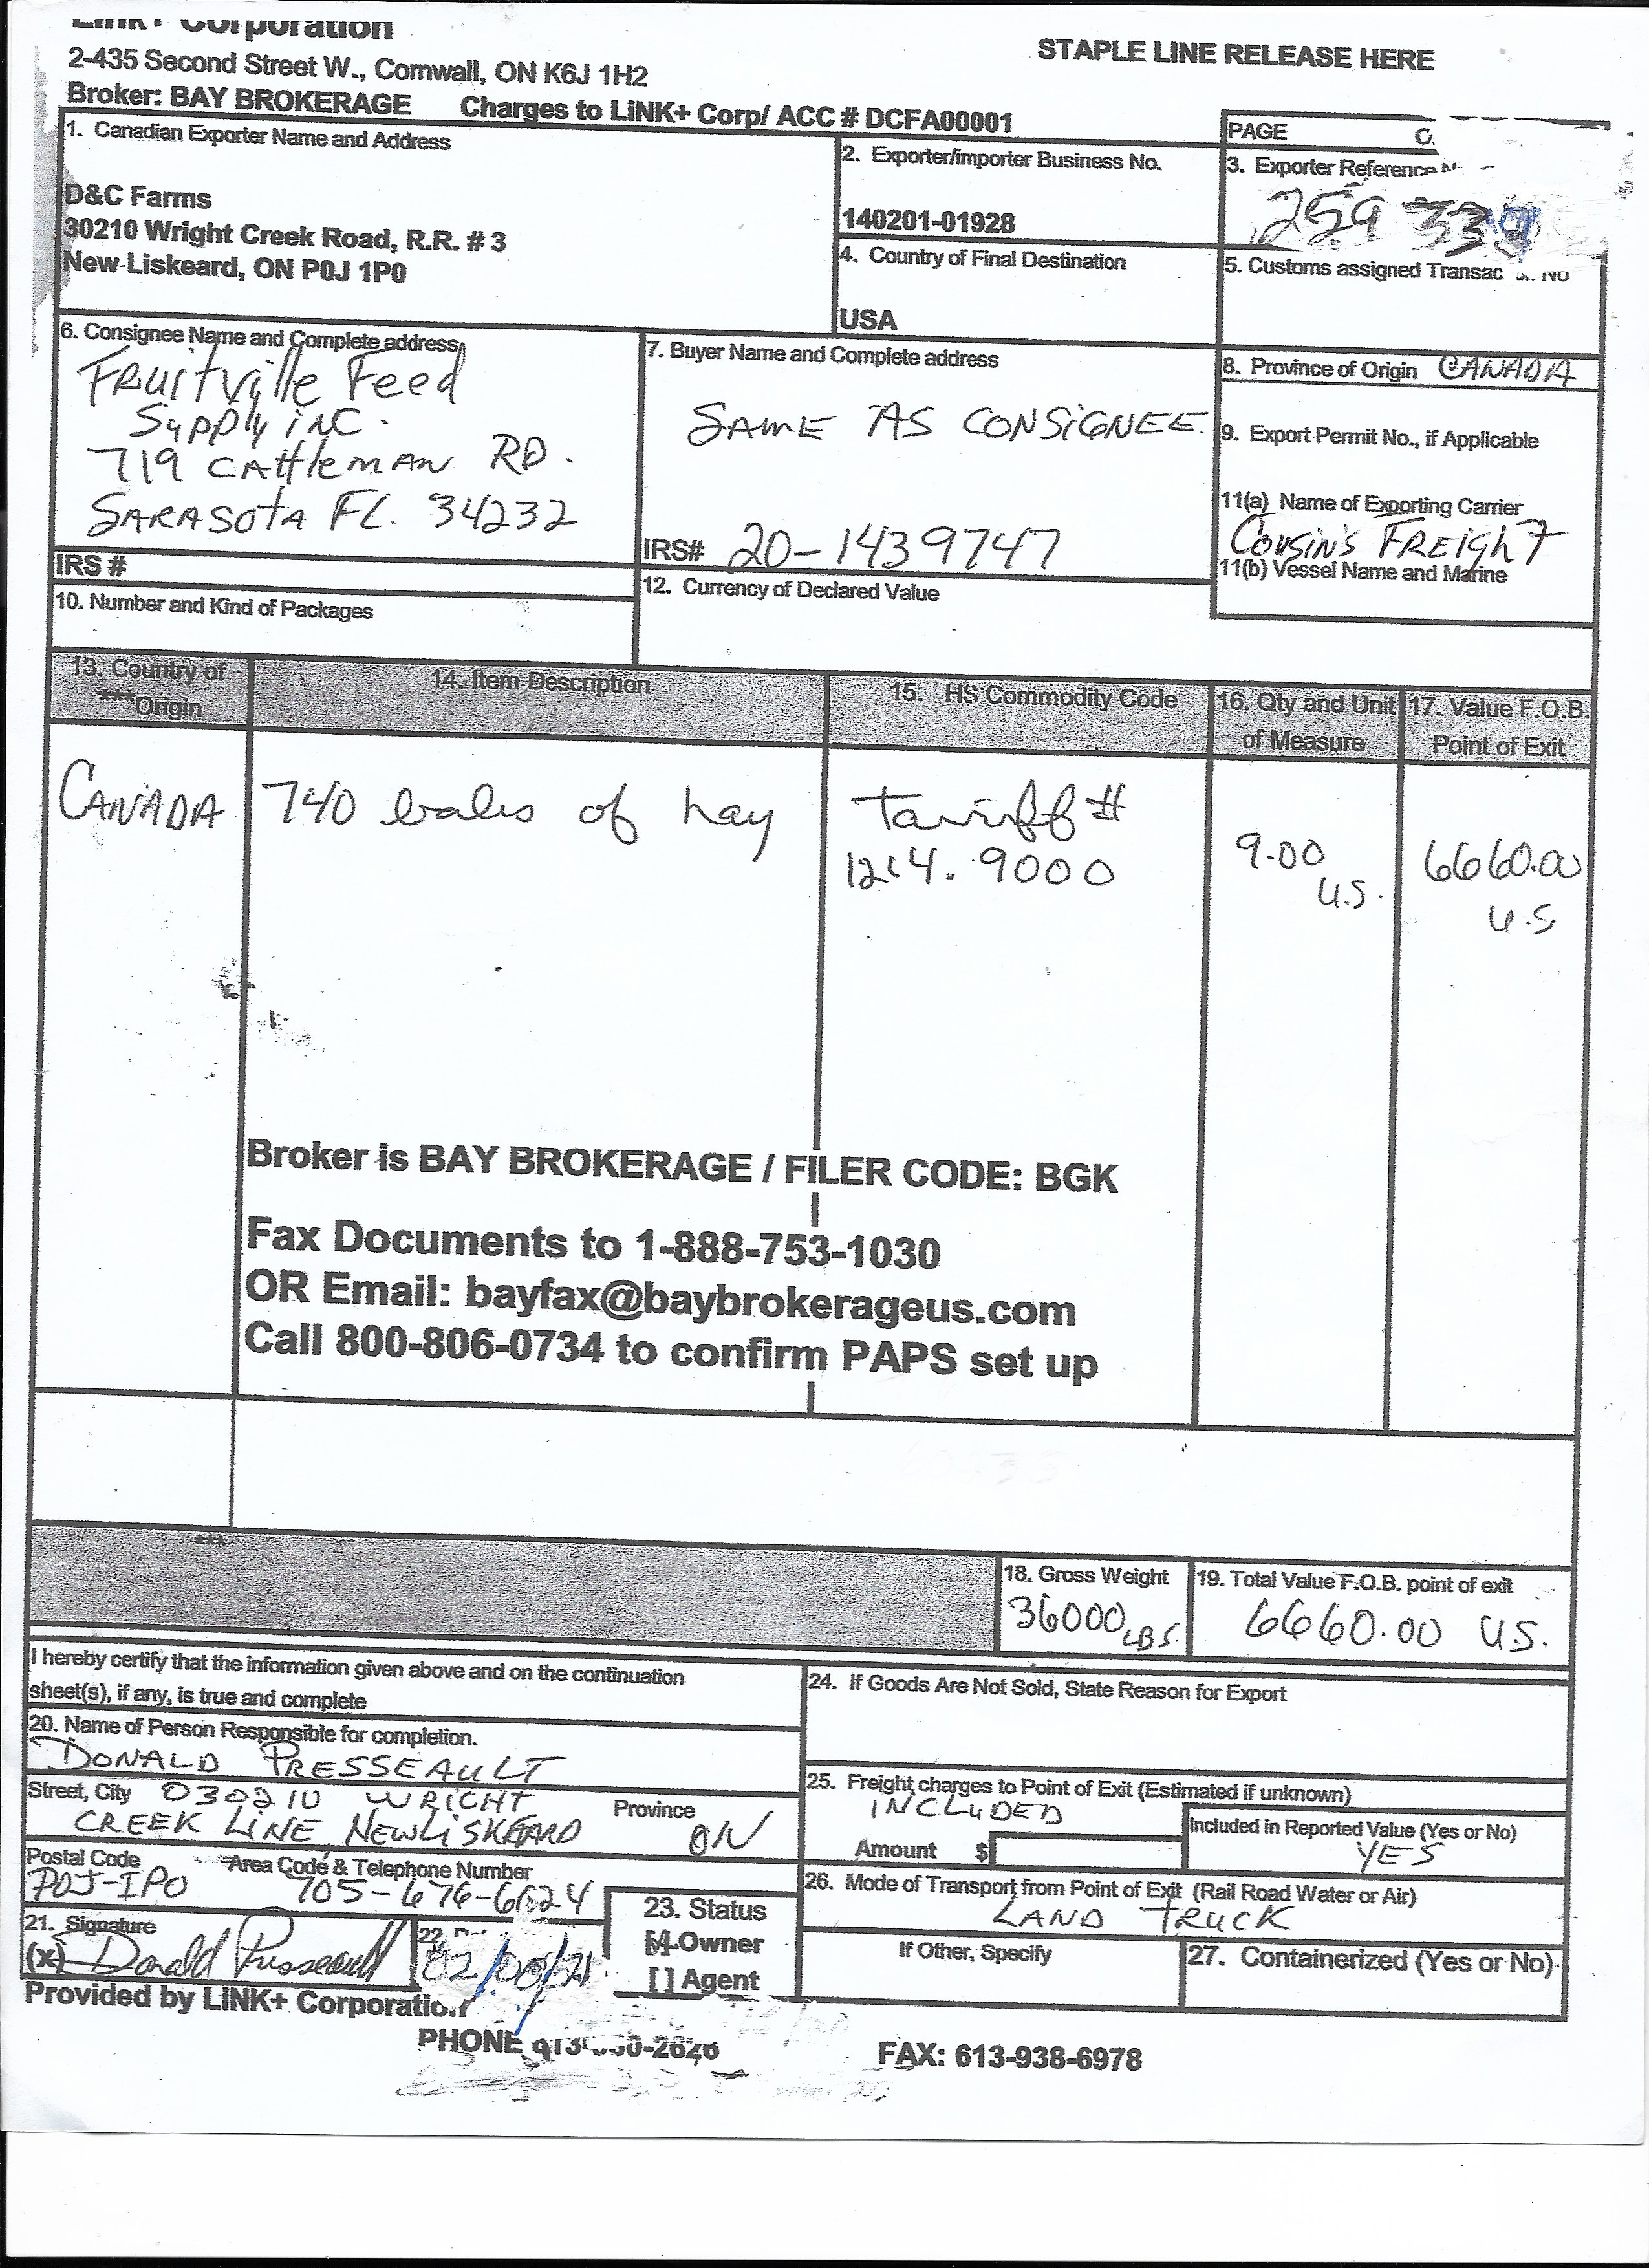 LiNK+ Corporation
2-435 Second Street W., Cornwall, ON K6J 1H2
STAPLE LINE RELEASE HERE
Broker: BAY BROKERAGE Charges to LiNK+ Corp/ ACC # DCFA00001
1. Canadian Exporter Name and Address
D&C Farms
30210 Wright Creek Road, R.R. # 3
New Liskeard, ON P0J 1P0
2. Exporter/importer Business No.
140201-01928
PAGE
3. Exporter Reference
259
4. Country of Final Destination
USA
5. Customs assigned No
6. Consignee Name and Complete address
Fruitville Feed
Supply inc.
719 Cattleman RD.
SARASOTA FL. 34232
IRS #
7. Buyer Name and Complete address
SAME AS CONSIGNEE
IRS# 20-1439747
8. Province of Origin CANADA
9. Export Permit No., if Applicable
11(a) Name of Exporting Carrier
Cousin's Freight
11(b) Vessel Name and Marine
10. Number and Kind of Packages
12. Currency of Declared Value
13. Country of
***Origin
14. Item Description
15. HS Commodity Code
16. Qty and Unit
of Measure
17. Value F.O.B.
Point of Exit
CANADA
740 bales of hay
tariff #
1214.9000
9.00
U.S.
6660.00
U.S
Broker is BAY BROKERAGE / FILER CODE: BGK
Fax Documents to 1-888-753-1030
OR Email: bayfax@baybrokerageus.com
Call 800-806-0734 to confirm PAPS set up
***
18. Gross Weight
36000 LBS.
19. Total Value F.O.B. point of exit
6660.00 US.
I hereby certify that the information given above and on the continuation
sheet(s), if any, is true and complete
20. Name of Person Responsible for completion.
DONALD PRESSEAULT
Street, City 030210 WRIGHT
CREEK LINE, NEWLISKEARD
Province
ON
Postal Code
P0J-1P0
Area Code & Telephone Number
705-676-6624
21. Signature
(x) Donald Presseault
22.
23. Status
Owner
[ ] Agent
24. If Goods Are Not Sold, State Reason for Export
25. Freight charges to Point of Exit (Estimated if unknown)
INCLUDED
Amount $
Included in Reported Value (Yes or No)
YES
26. Mode of Transport from Point of Exit (Rail Road Water or Air)
LAND TRUCK
If Other, Specify
27. Containerized (Yes or No)
Provided by LiNK+ Corporation
PHONE
FAX: 613-938-6978